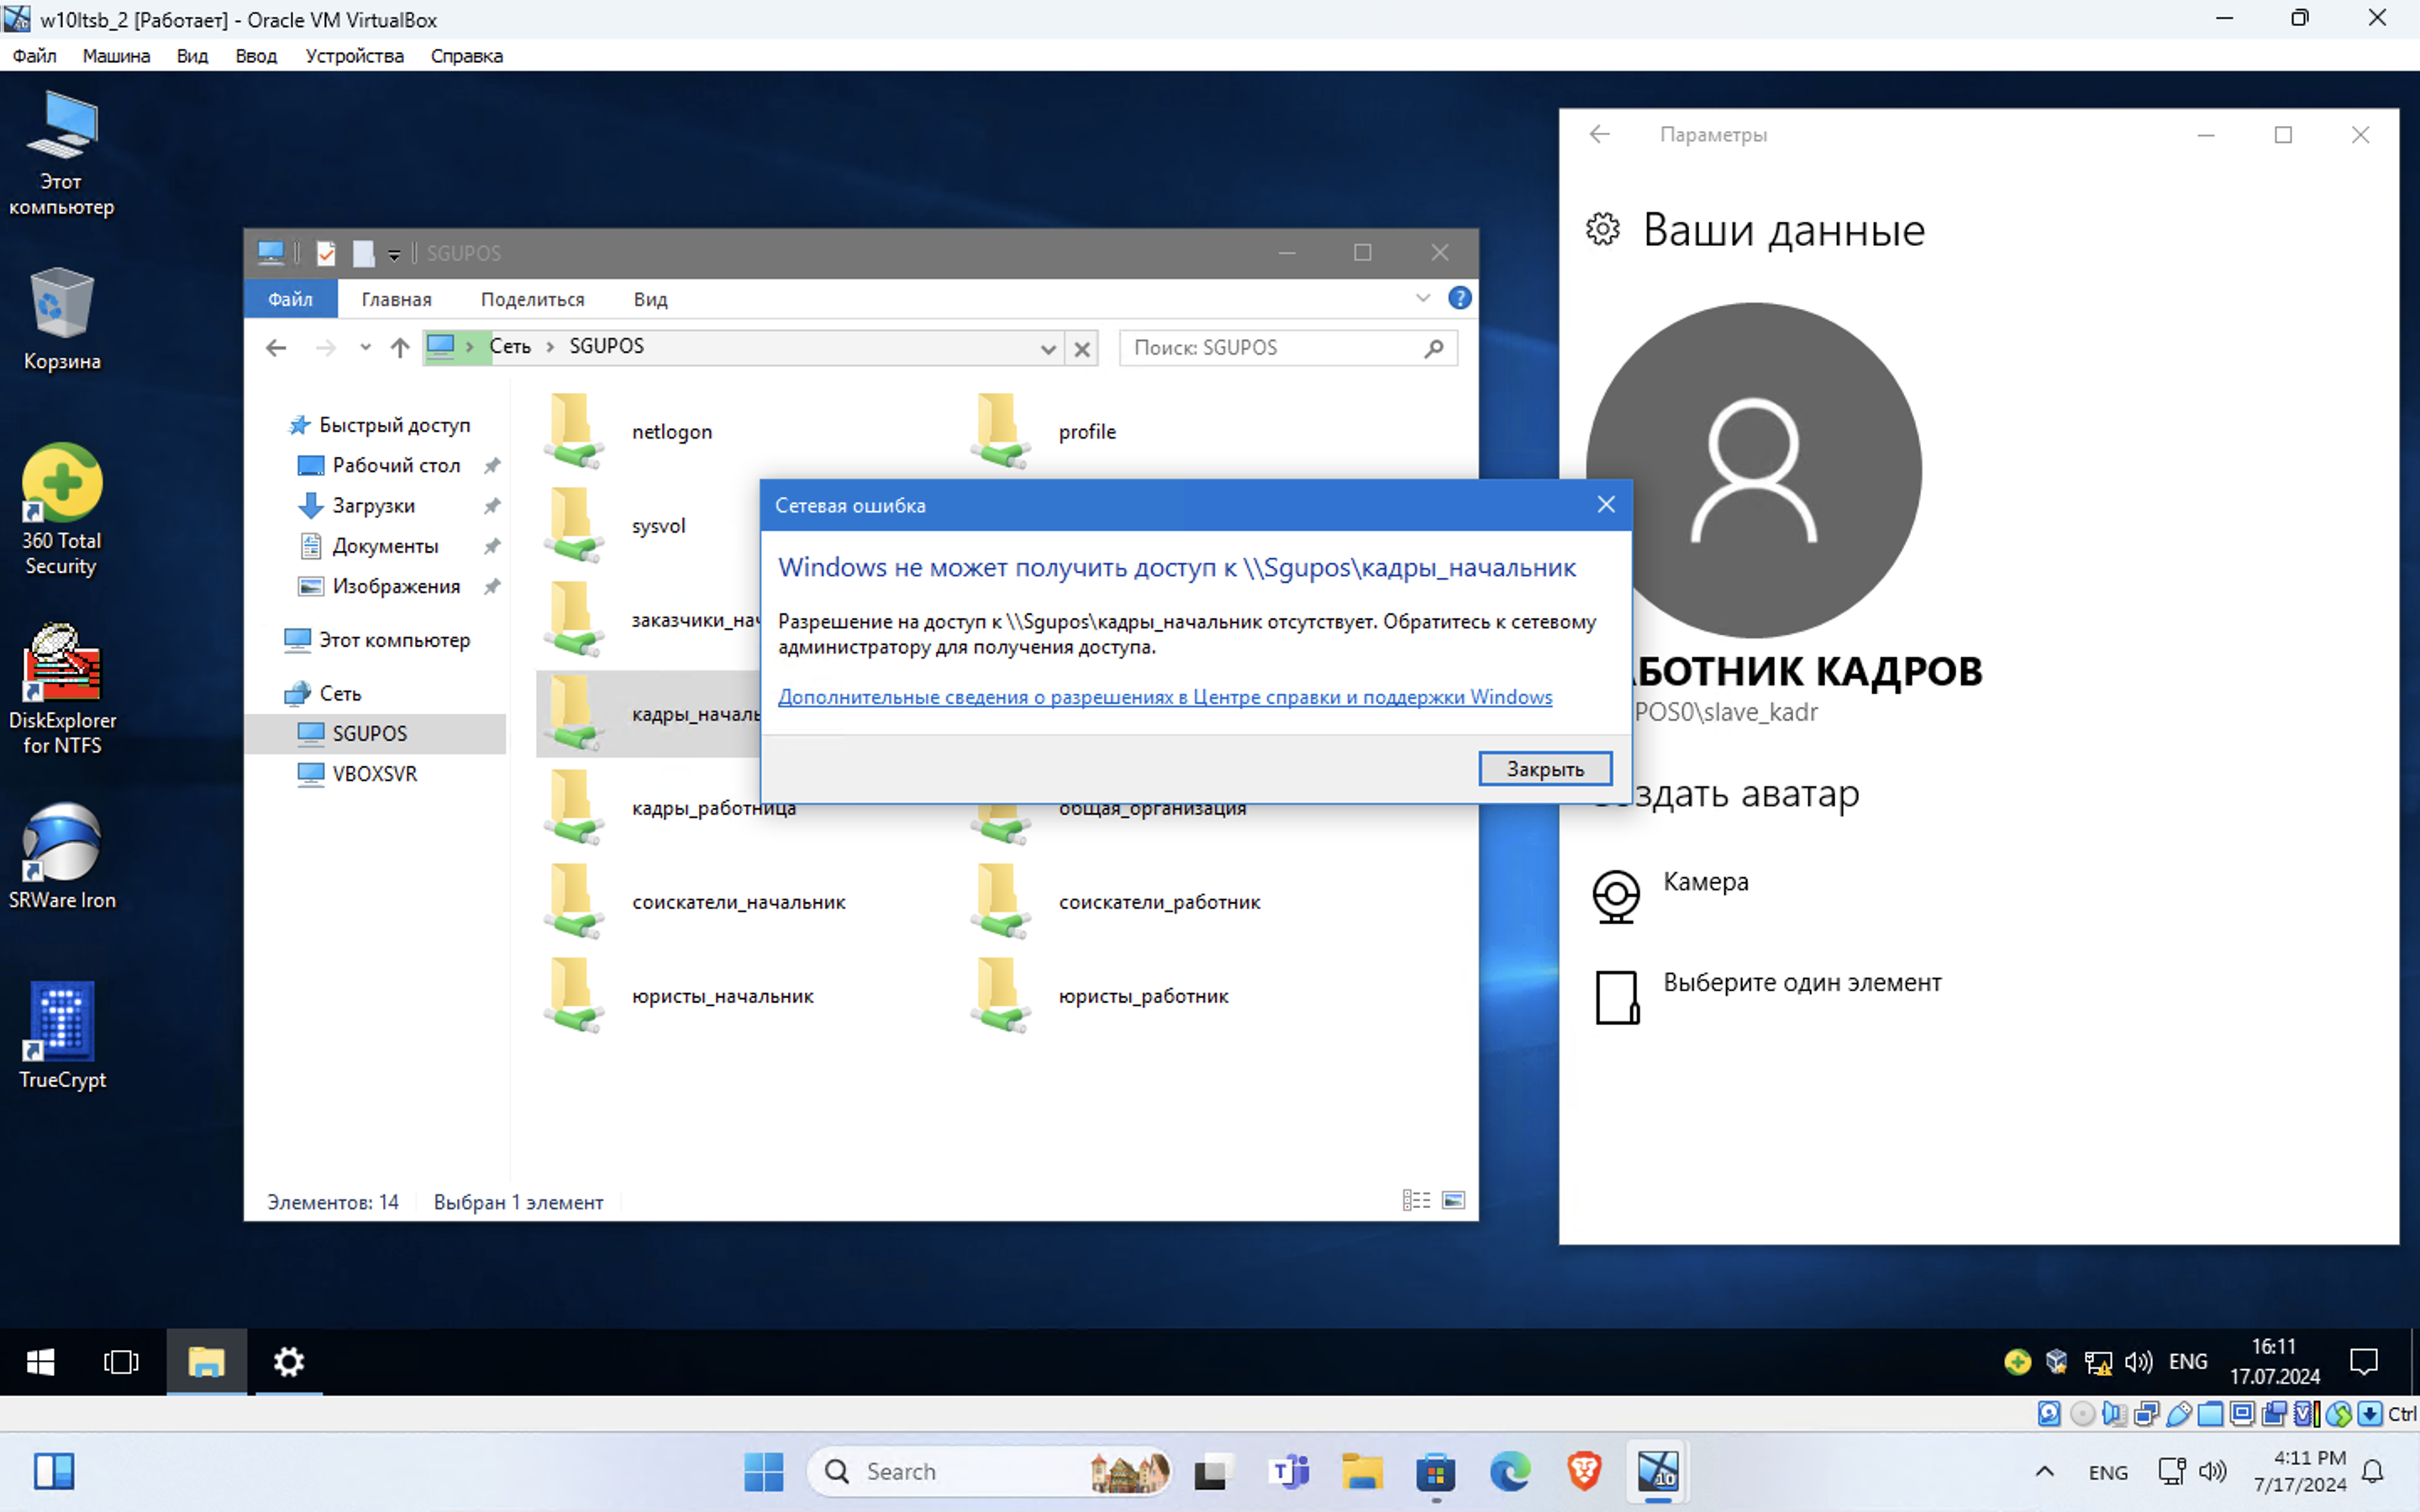 w10ltsb_2 [Работает] - Oracle VM VirtualBox
Файл Машина Вид Ввод Устройства Справка
Этот
компьютер
Корзина
360 Total
Security
DiskExplorer
for NTFS
SRWare Iron
TrueCrypt
SGUPOS
Файл Главная Поделиться Вид
Сеть SGUPOS
Поиск: SGUPOS
Быстрый доступ
Рабочий стол
Загрузки
Документы
Изображения
Этот компьютер
Сеть
SGUPOS
VBOXSVR
netlogon
profile
sysvol
заказчики_нач
кадры_началь
кадры_работница
общая_организация
соискатели_начальник
соискатели_работник
юристы_начальник
юристы_работник
Элементов: 14 Выбран 1 элемент
Сетевая ошибка
Windows не может получить доступ к \\Sgupos\кадры_начальник
Разрешение на доступ к \\Sgupos\кадры_начальник отсутствует. Обратитесь к сетевому
администратору для получения доступа.
Дополнительные сведения о разрешениях в Центре справки и поддержки Windows
Закрыть
Параметры
Ваши данные
АБОТНИК КАДРОВ
POS0\slave_kadr
оздать аватар
Камера
Выберите один элемент
ENG
16:11
17.07.2024
Ctrl
Search
ENG
4:11 PM
7/17/2024